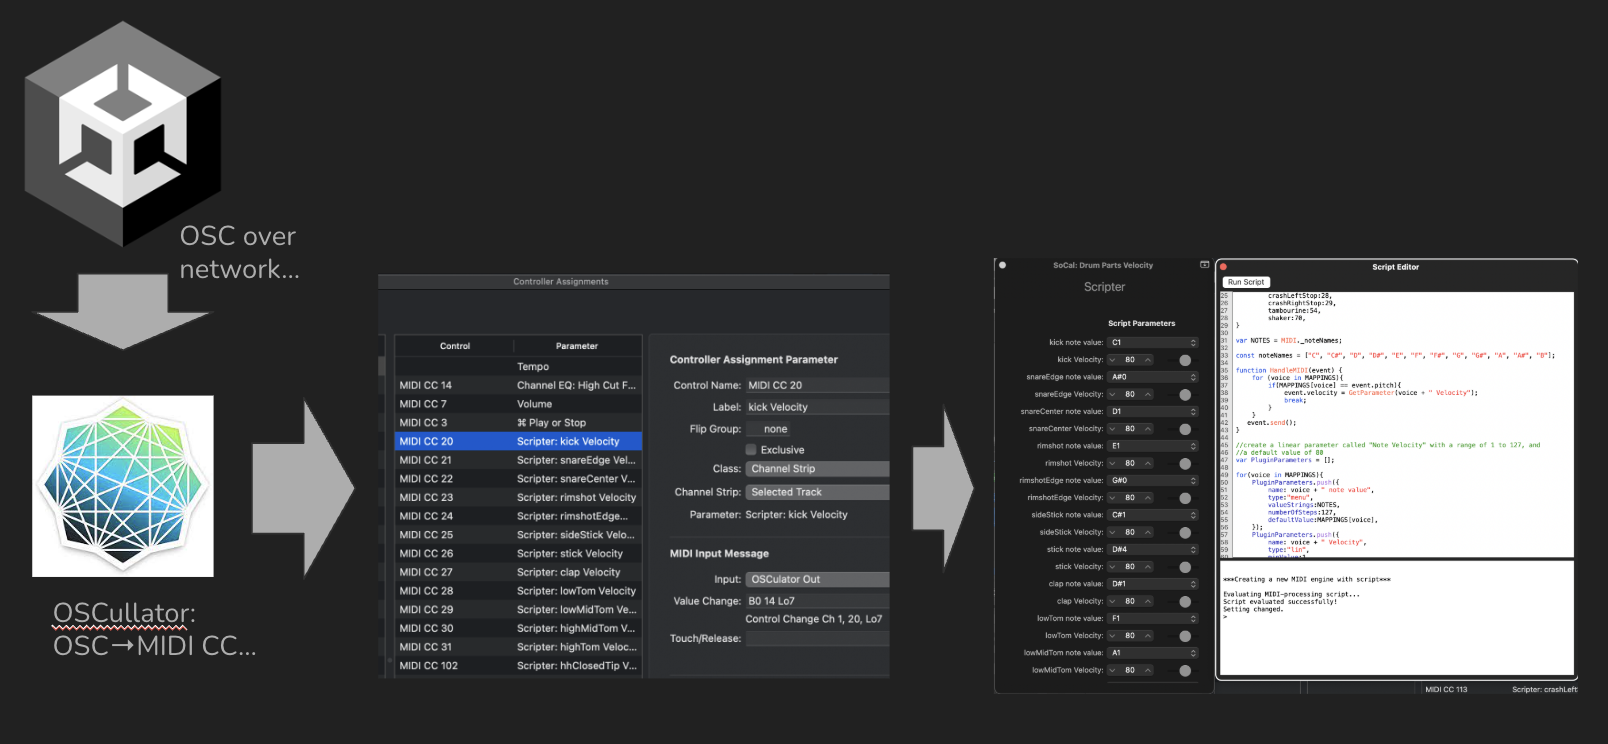 OSC over
network...
OSCullator:
OSC→MIDI CC...
Controller Assignments
Control Parameter
Tempo
MIDI CC 14 Channel EQ: High Cut F...
MIDI CC 7 Volume
MIDI CC 3 ⌘ Play or Stop
MIDI CC 20 Scripter: kick Velocity
MIDI CC 21 Scripter: snareEdge Vel...
MIDI CC 22 Scripter: snareCenter V...
MIDI CC 23 Scripter: rimshot Velocity
MIDI CC 24 Scripter: rimshotEdge...
MIDI CC 25 Scripter: sideStick Velo...
MIDI CC 26 Scripter: stick Velocity
MIDI CC 27 Scripter: clap Velocity
MIDI CC 28 Scripter: lowTom Velocity
MIDI CC 29 Scripter: lowMidTom Ve...
MIDI CC 30 Scripter: highMidTom V...
MIDI CC 31 Scripter: highTom Veloc...
MIDI CC 102 Scripter: hhClosedTip V...
Controller Assignment Parameter
Control Name: MIDI CC 20
Label: kick Velocity
Flip Group: none
Exclusive
Class: Channel Strip
Channel Strip: Selected Track
Parameter: Scripter: kick Velocity
MIDI Input Message
Input: OSCulator Out
Value Change: B0 14 Lo7
Control Change Ch 1, 20, Lo7
Touch/Release:
SoCal: Drum Parts Velocity
Scripter
Script Parameters
kick note value: C1
kick Velocity: 80
snareEdge note value: A#0
snareEdge Velocity: 80
snareCenter note value: D1
snareCenter Velocity: 80
rimshot note value: E1
rimshot Velocity: 80
rimshotEdge note value: G#0
rimshotEdge Velocity: 80
sideStick note value: C#1
sideStick Velocity: 80
stick note value: D#4
stick Velocity: 80
clap note value: D#1
clap Velocity: 80
lowTom note value: F1
lowTom Velocity: 80
lowMidTom note value: A1
lowMidTom Velocity: 80
Script Editor
Run Script
25 crashLeftStop:28,
26 crashRightStop:29,
27 tambourine:54,
28 shaker:70,
29 }
30
31 var NOTES = MIDI._noteNames;
32
33 const noteNames = ["C", "C#", "D", "D#", "E", "F", "F#", "G", "G#", "A", "A#", "B"];
34
35 function HandleMIDI(event) {
36 for (voice in MAPPINGS){
37 if(MAPPINGS[voice] == event.pitch){
38 event.velocity = GetParameter(voice + " Velocity");
39 break;
40 }
41 }
42 event.send();
43 }
44
45 //create a linear parameter called "Note Velocity" with a range of 1 to 127, and
46 //a default value of 80
47 var PluginParameters = [];
48
49 for(voice in MAPPINGS){
50 PluginParameters.push({
51 name: voice + " note value",
52 type:"menu",
53 valueStrings:NOTES,
54 numberOfSteps:127,
55 defaultValue:MAPPINGS[voice],
56 });
57 PluginParameters.push({
58 name: voice + " Velocity",
59 type:"lin",
60 minValue:1,
***Creating a new MIDI engine with script***
Evaluating MIDI-processing script...
Script evaluated successfully!
Setting changed.
>
MIDI CC 113 Scripter: crashLeft